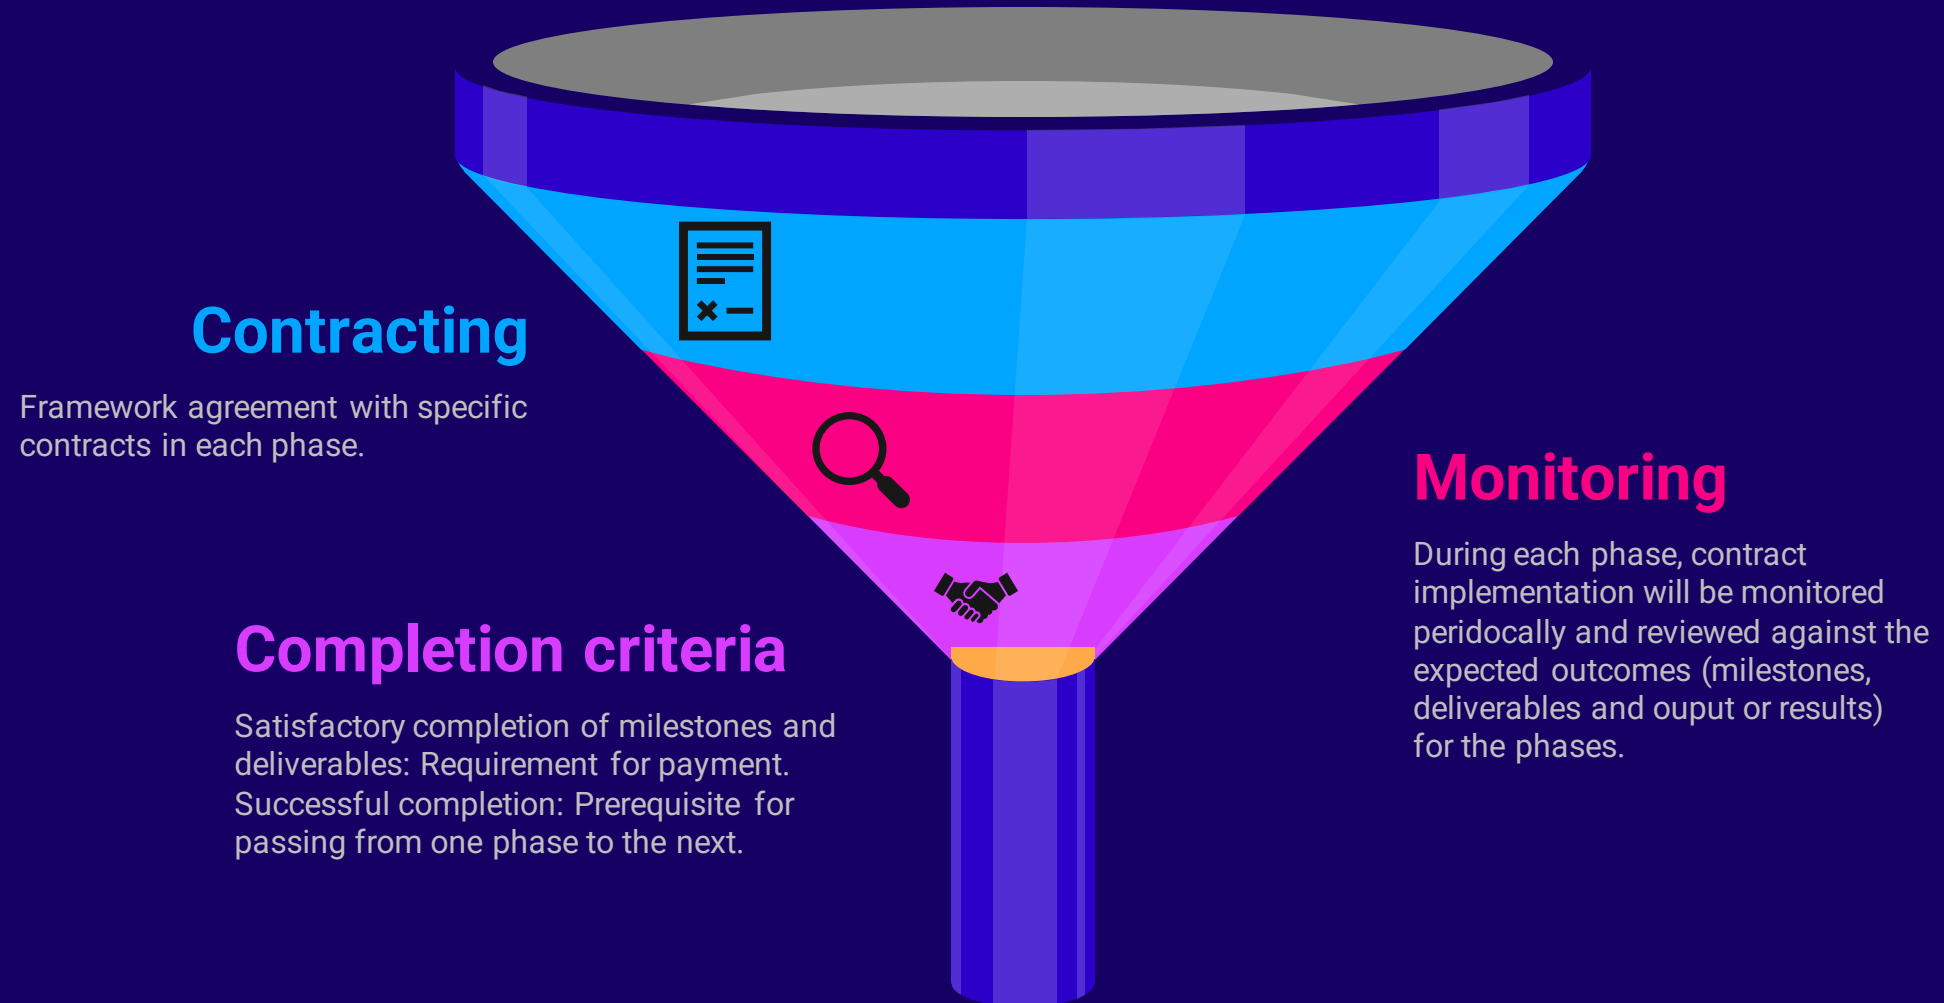 Contracting
Framework agreement with specific
contracts in each phase.
Monitoring
During each phase, contract
implementation will be monitored
peridocally and reviewed against the
expected outcomes (milestones,
deliverables and ouput or results)
for the phases.
Completion criteria
Satisfactory completion of milestones and
deliverables: Requirement for payment.
Successful completion: Prerequisite for
passing from one phase to the next.